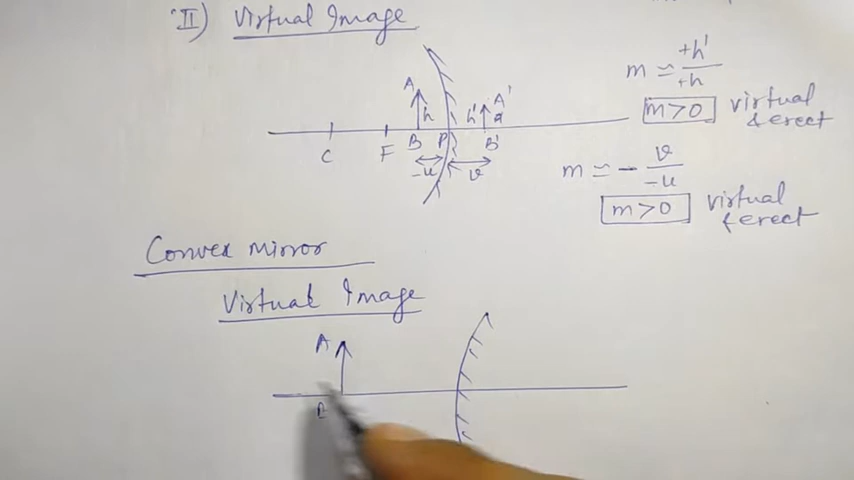 II) Virtual Image
A
h
h'
A'
C
F
B
P
B'
-u
v
m = +h' / +h
m>0 virtual & erect
m = - v / -u
m>0 virtual & erect
Convex Mirror
Virtual Image
A
B